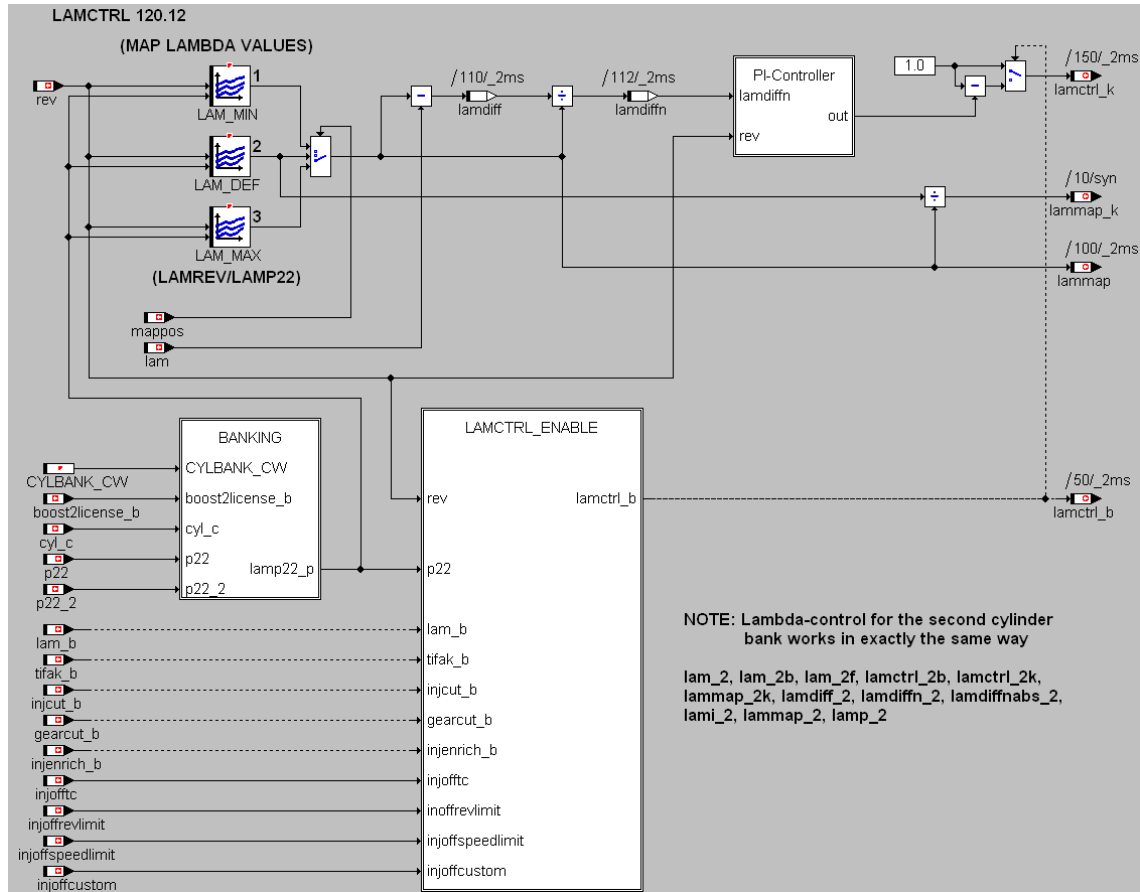 LAMCTRL 120.12
(MAP LAMBDA VALUES)
rev
1
LAM_MIN
2
LAM_DEF
3
LAM_MAX
(LAMREV/LAMP22)
mappos
lam
/110/_2ms
lamdiff
/112/_2ms
lamdiffn
PI-Controller
lamdiffn
rev
out
1.0
/150/_2ms
lamctrl_k
/10/syn
lammap_k
/100/_2ms
lammap
BANKING
CYLBANK_CW
boost2license_b
cyl_c
p22
p22_2
lamp22_p
CYLBANK_CW
boost2license_b
cyl_c
p22
p22_2
lam_b
tifak_b
injcut_b
gearcut_b
injenrich_b
injofftc
injoffrevlimit
injoffspeedlimit
injoffcustom
LAMCTRL_ENABLE
rev
p22
lam_b
tifak_b
injcut_b
gearcut_b
injenrich_b
injofftc
inoffrevlimit
injoffspeedlimit
injoffcustom
lamctrl_b
/50/_2ms
lamctrl_b
NOTE: Lambda-control for the second cylinder
bank works in exactly the same way
lam_2, lam_2b, lam_2f, lamctrl_2b, lamctrl_2k,
lammap_2k, lamdiff_2, lamdiffn_2, lamdiffnabs_2,
lami_2, lammap_2, lamp_2